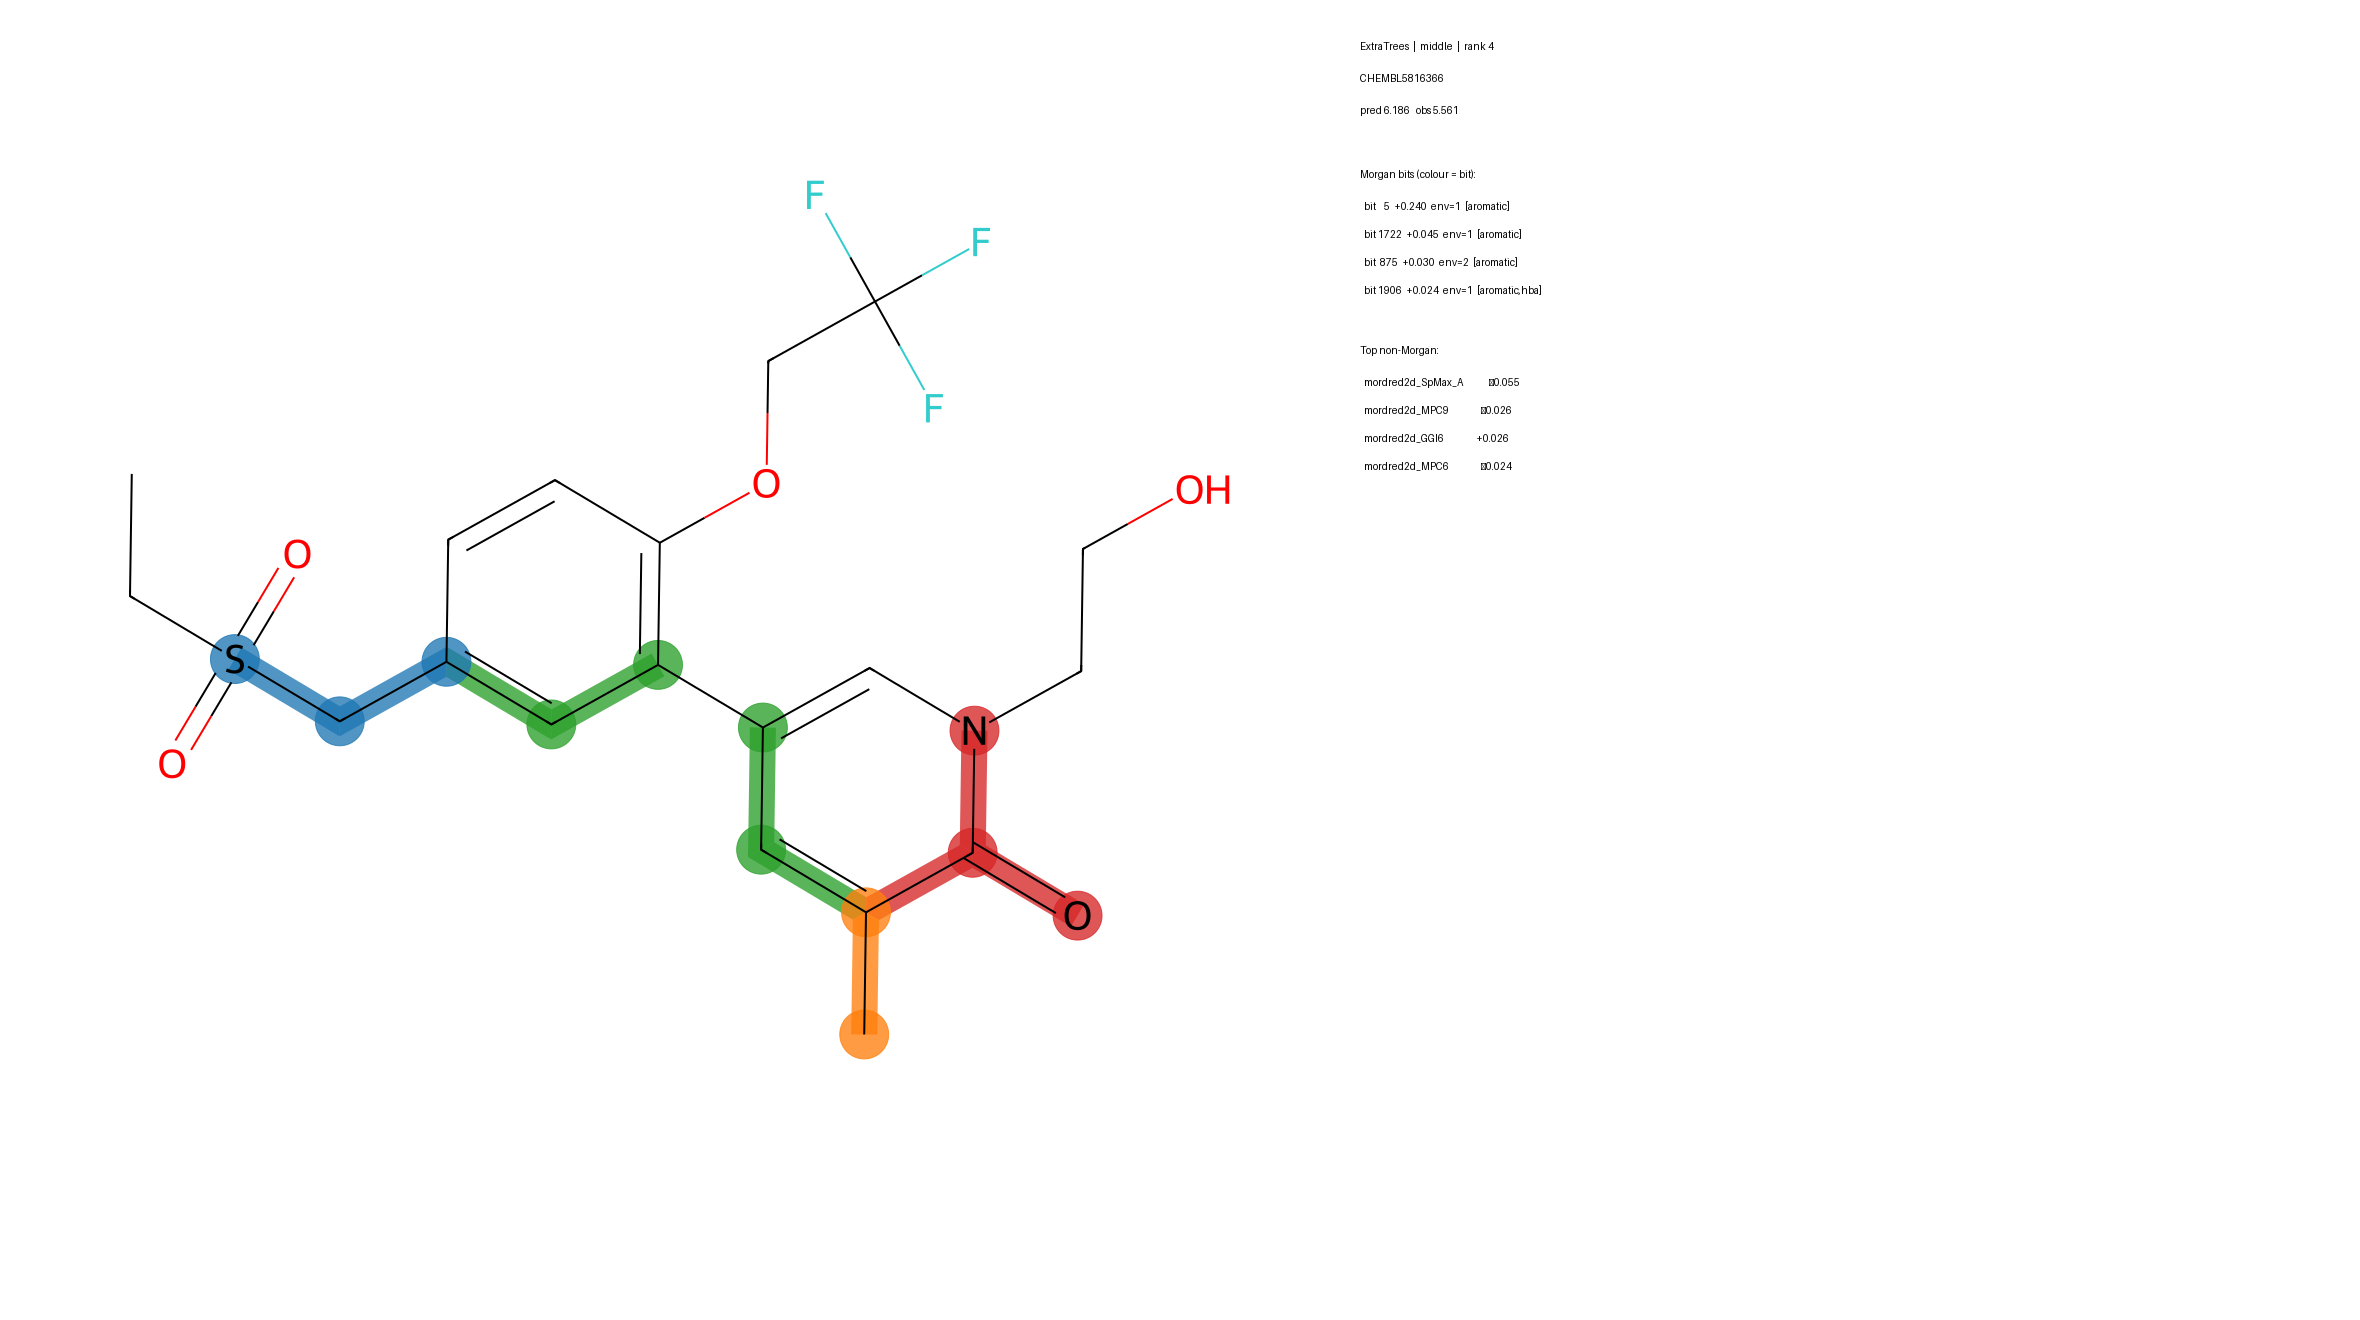 ExtraTrees | middle | rank 4
CHEMBL5816366
pred 6.186 obs 5.561
Morgan bits (colour = bit):
bit 5 +0.240 env=1 [aromatic]
bit 1722 +0.045 env=1 [aromatic]
bit 875 +0.030 env=2 [aromatic]
bit 1906 +0.024 env=1 [aromatic,hba]
Top non-Morgan:
mordred2d_SpMax_A ▯0.055
mordred2d_MPC9 ▯0.026
mordred2d_GGI6 +0.026
mordred2d_MPC6 ▯0.024
F
F
F
O
OH
O
S
N
O
O